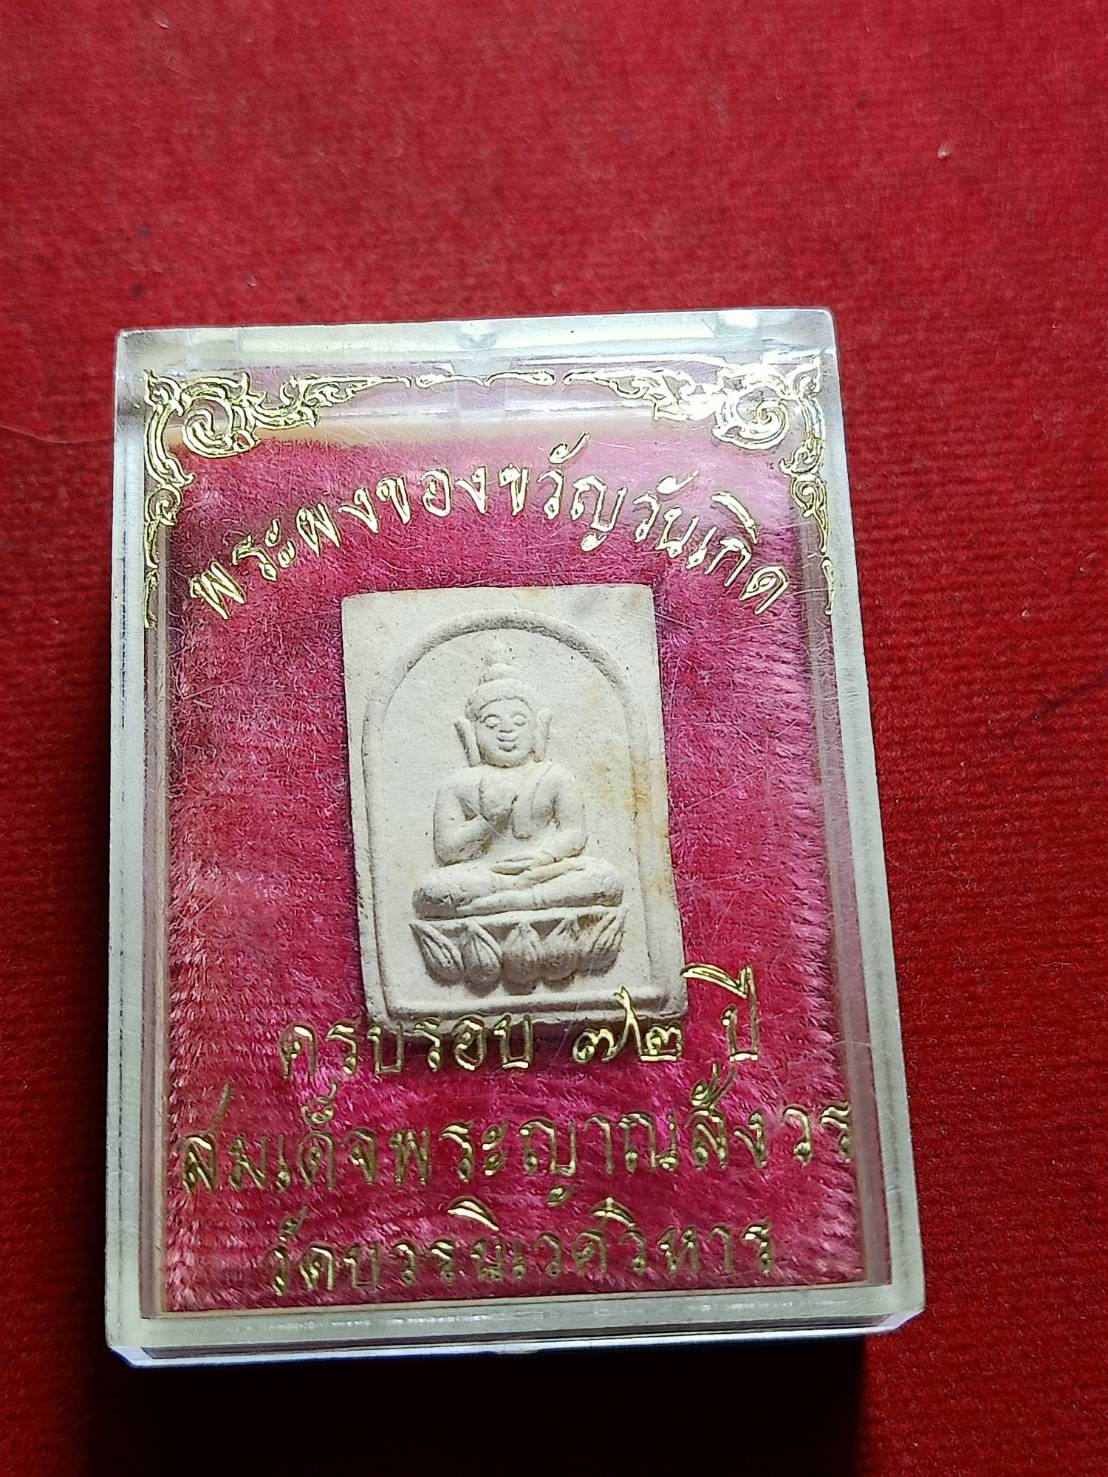 พระผงของขวัญวันเกิด
ครบรอบ ๗๒ ปี
สมเด็จพระญาณสังวร
วัดบวรนิเวศวิหาร